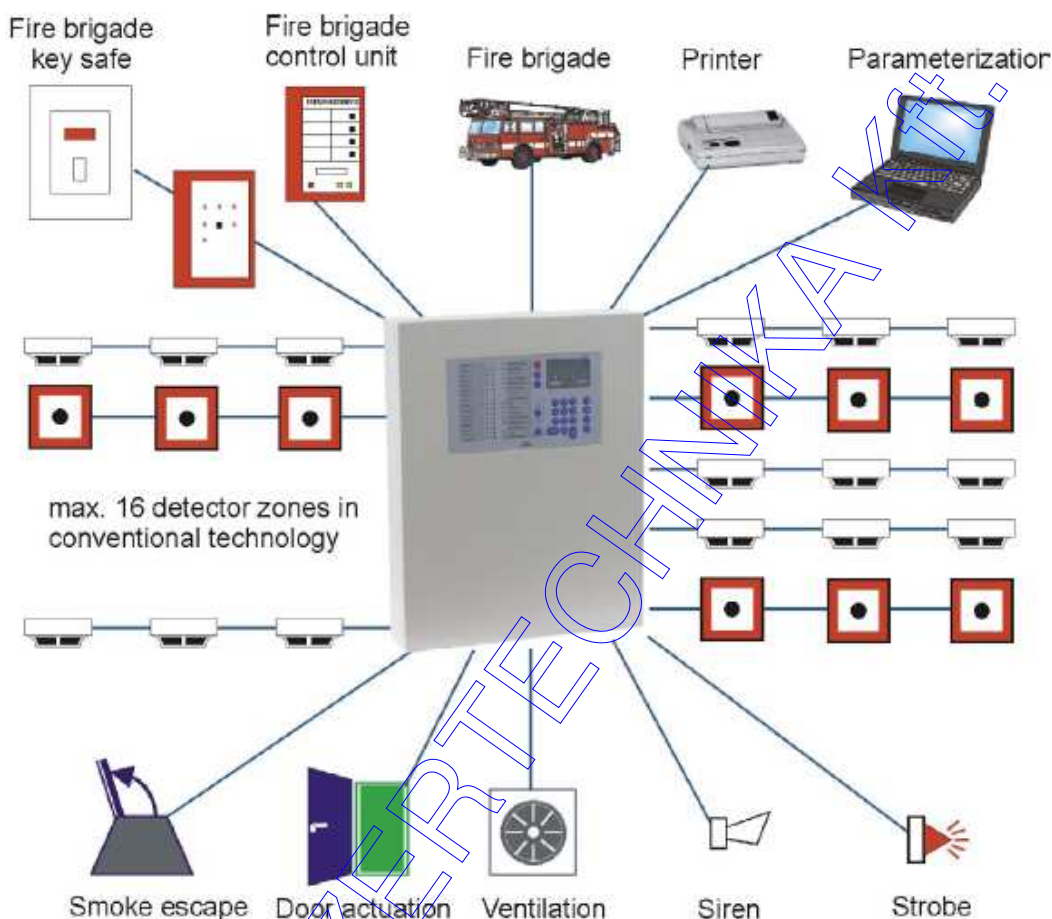 Fire brigade
key safe
Fire brigade
control unit
Fire brigade
Printer
Parameterization
max. 16 detector zones in
conventional technology
Smoke escape
Door actuation
Ventilation
Siren
Strobe
ERTECHNIKA Kft.